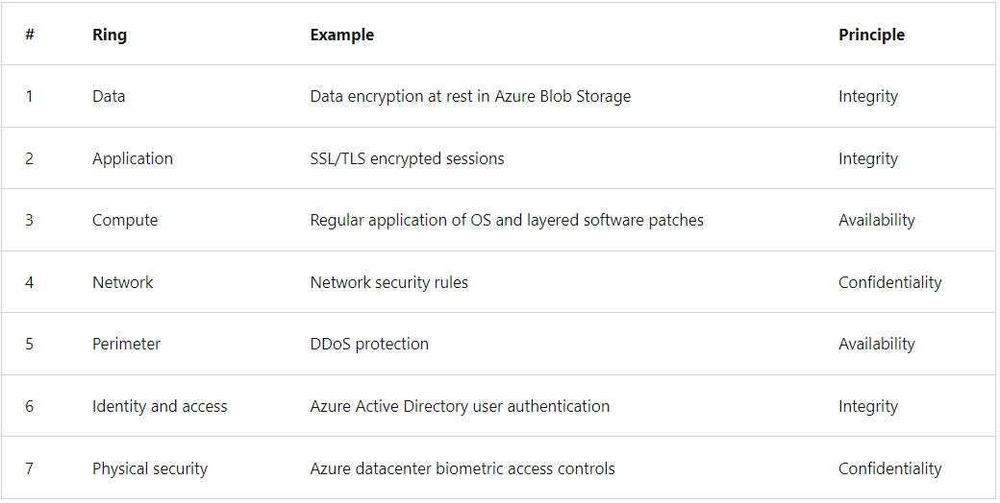 # Ring Example Principle
1 Data Data encryption at rest in Azure Blob Storage Integrity
2 Application SSL/TLS encrypted sessions Integrity
3 Compute Regular application of OS and layered software patches Availability
4 Network Network security rules Confidentiality
5 Perimeter DDoS protection Availability
6 Identity and access Azure Active Directory user authentication Integrity
7 Physical security Azure datacenter biometric access controls Confidentiality